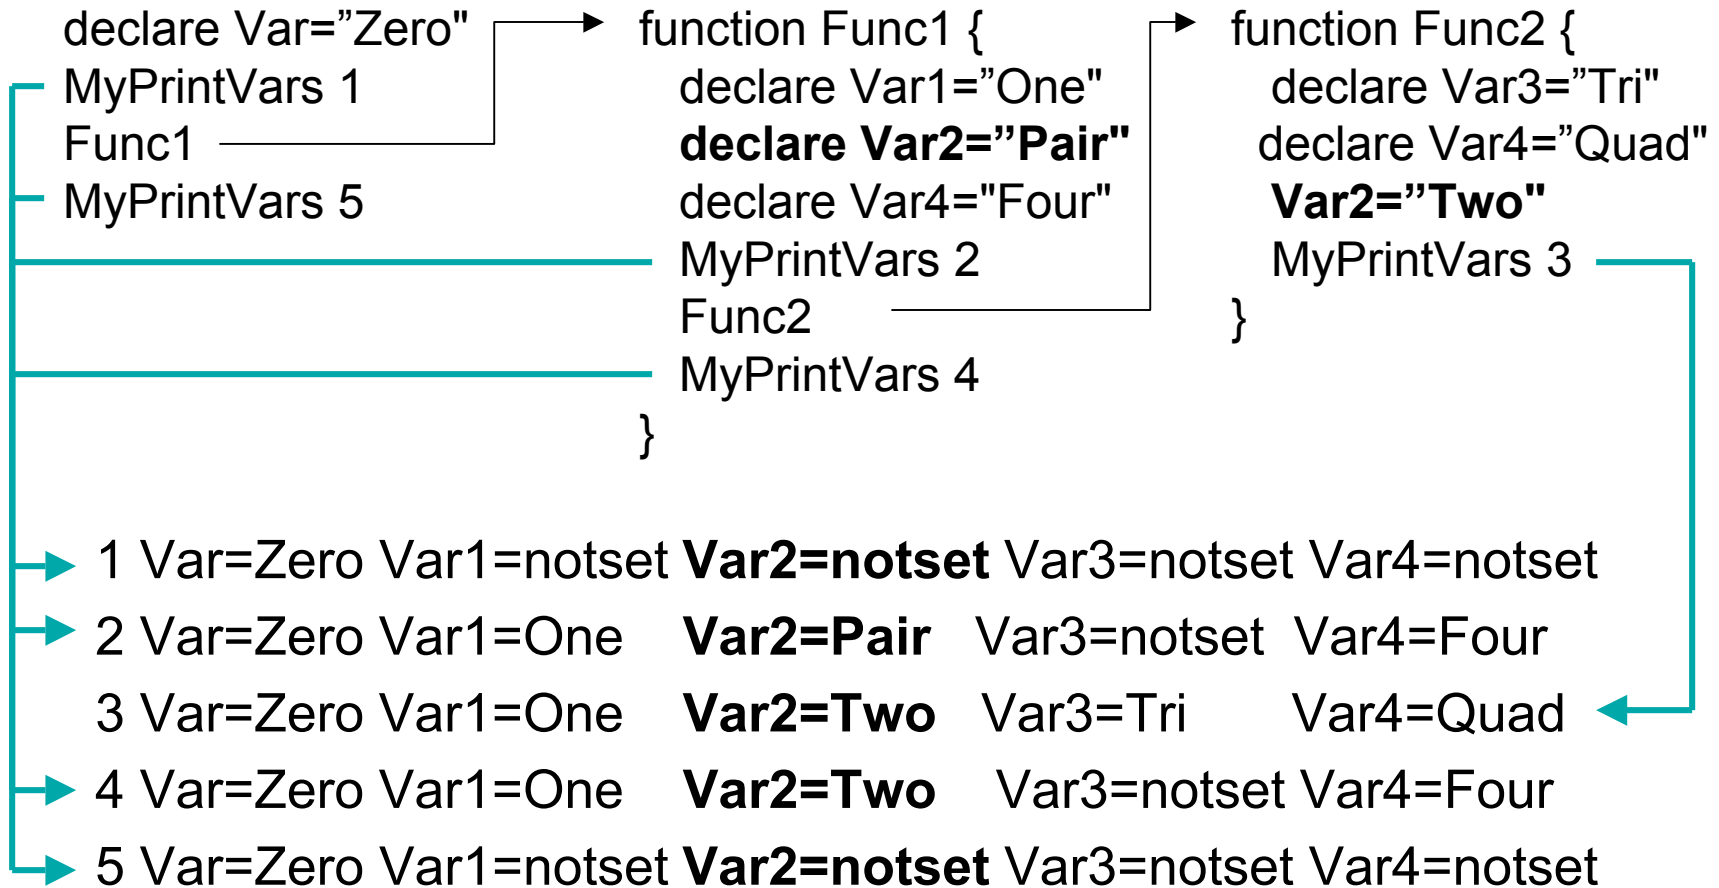 declare Var=”Zero"
MyPrintVars 1
Func1
MyPrintVars 5
function Func1 {
declare Var1=”One"
declare Var2=”Pair"
declare Var4="Four"
MyPrintVars 2
Func2
MyPrintVars 4
}
function Func2 {
declare Var3=”Tri"
declare Var4=”Quad"
Var2=”Two"
MyPrintVars 3
}
1 Var=Zero Var1=notset Var2=notset Var3=notset Var4=notset
2 Var=Zero Var1=One Var2=Pair Var3=notset Var4=Four
3 Var=Zero Var1=One Var2=Two Var3=Tri Var4=Quad
4 Var=Zero Var1=One Var2=Two Var3=notset Var4=Four
5 Var=Zero Var1=notset Var2=notset Var3=notset Var4=notset